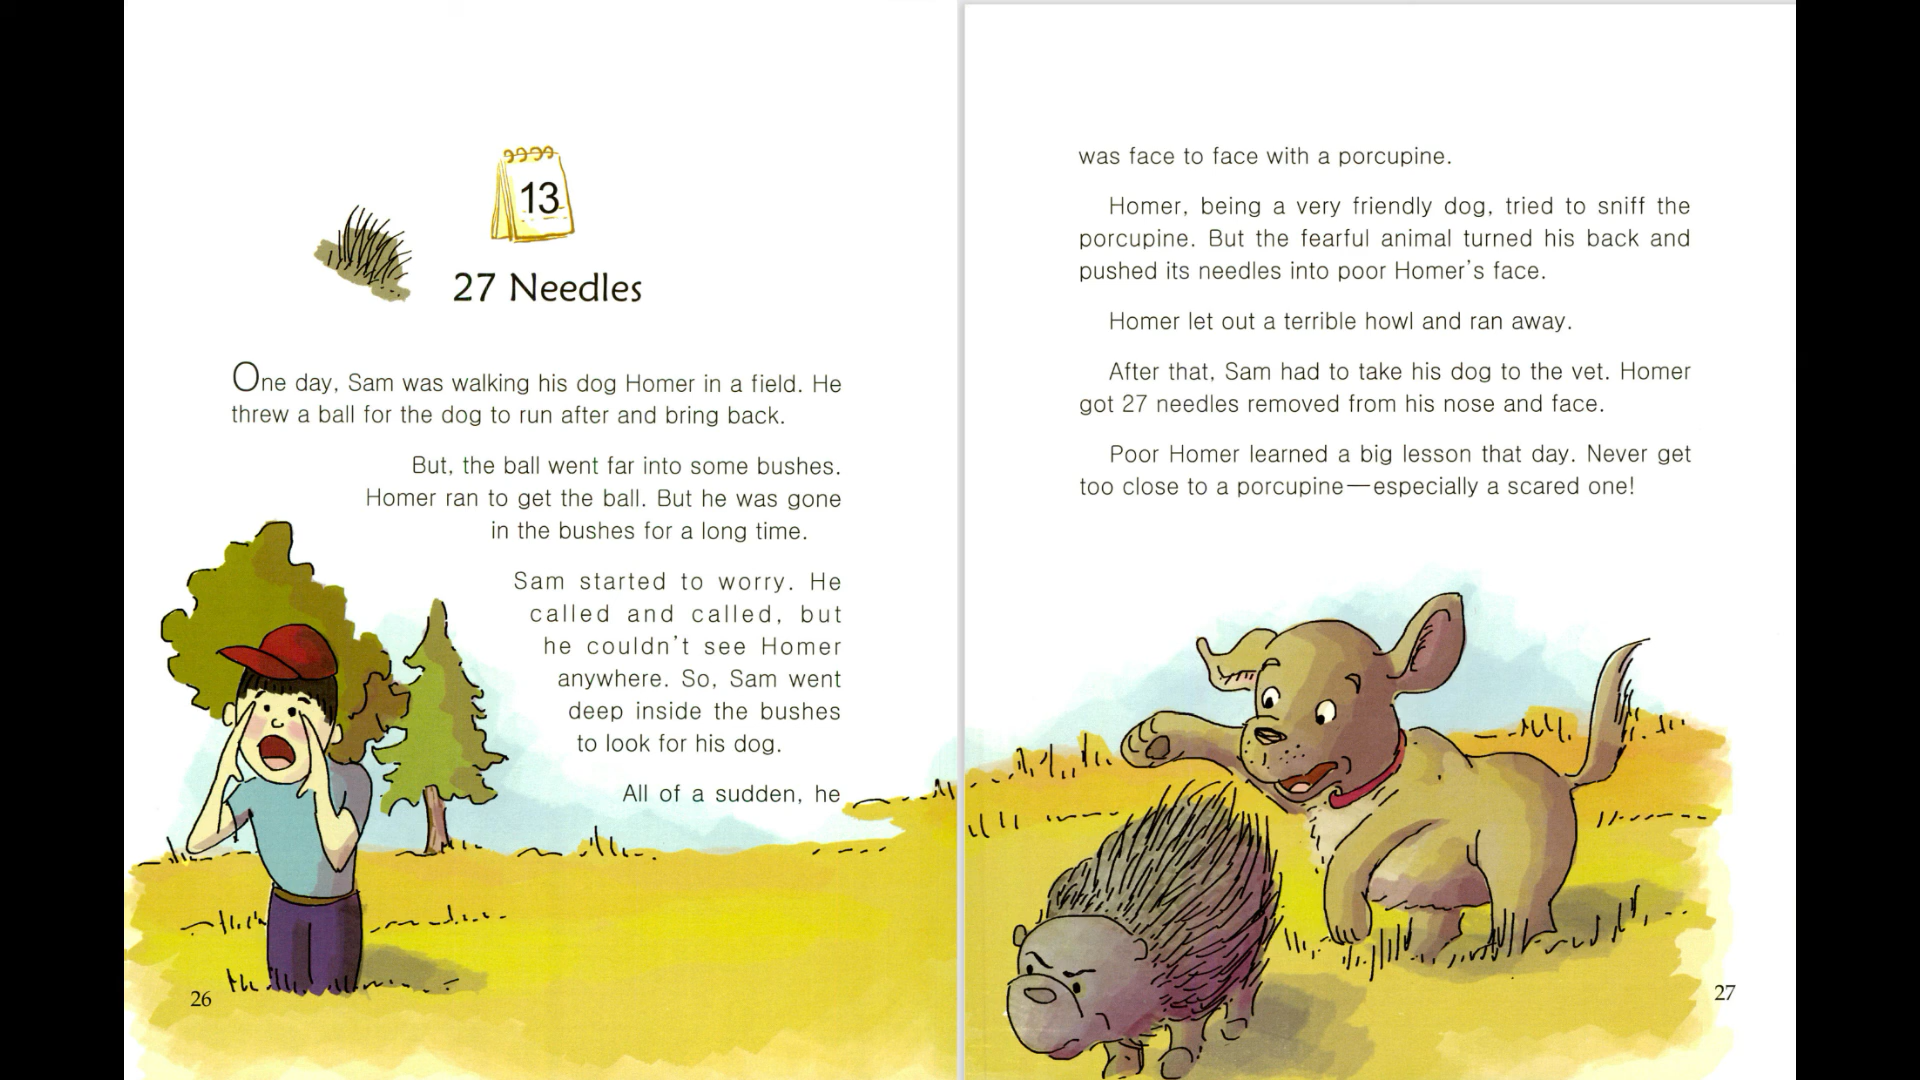 13
27 Needles
One day, Sam was walking his dog Homer in a field. He
threw a ball for the dog to run after and bring back.
But, the ball went far into some bushes.
Homer ran to get the ball. But he was gone
in the bushes for a long time.
Sam started to worry. He
called and called, but
he couldn't see Homer
anywhere. So, Sam went
deep inside the bushes
to look for his dog.
All of a sudden, he
26
was face to face with a porcupine.
Homer, being a very friendly dog, tried to sniff the
porcupine. But the fearful animal turned his back and
pushed its needles into poor Homer's face.
Homer let out a terrible howl and ran away.
After that, Sam had to take his dog to the vet. Homer
got 27 needles removed from his nose and face.
Poor Homer learned a big lesson that day. Never get
too close to a porcupine—especially a scared one!
27